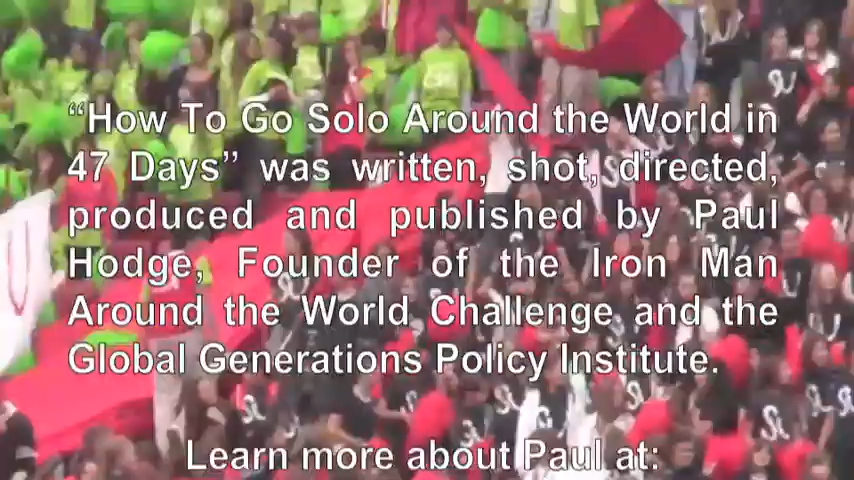 “How To Go Solo Around the World in
47 Days” was written, shot, directed,
produced and published by Paul
Hodge, Founder of the Iron Man
Around the World Challenge and the
Global Generations Policy Institute.
Learn more about Paul at: